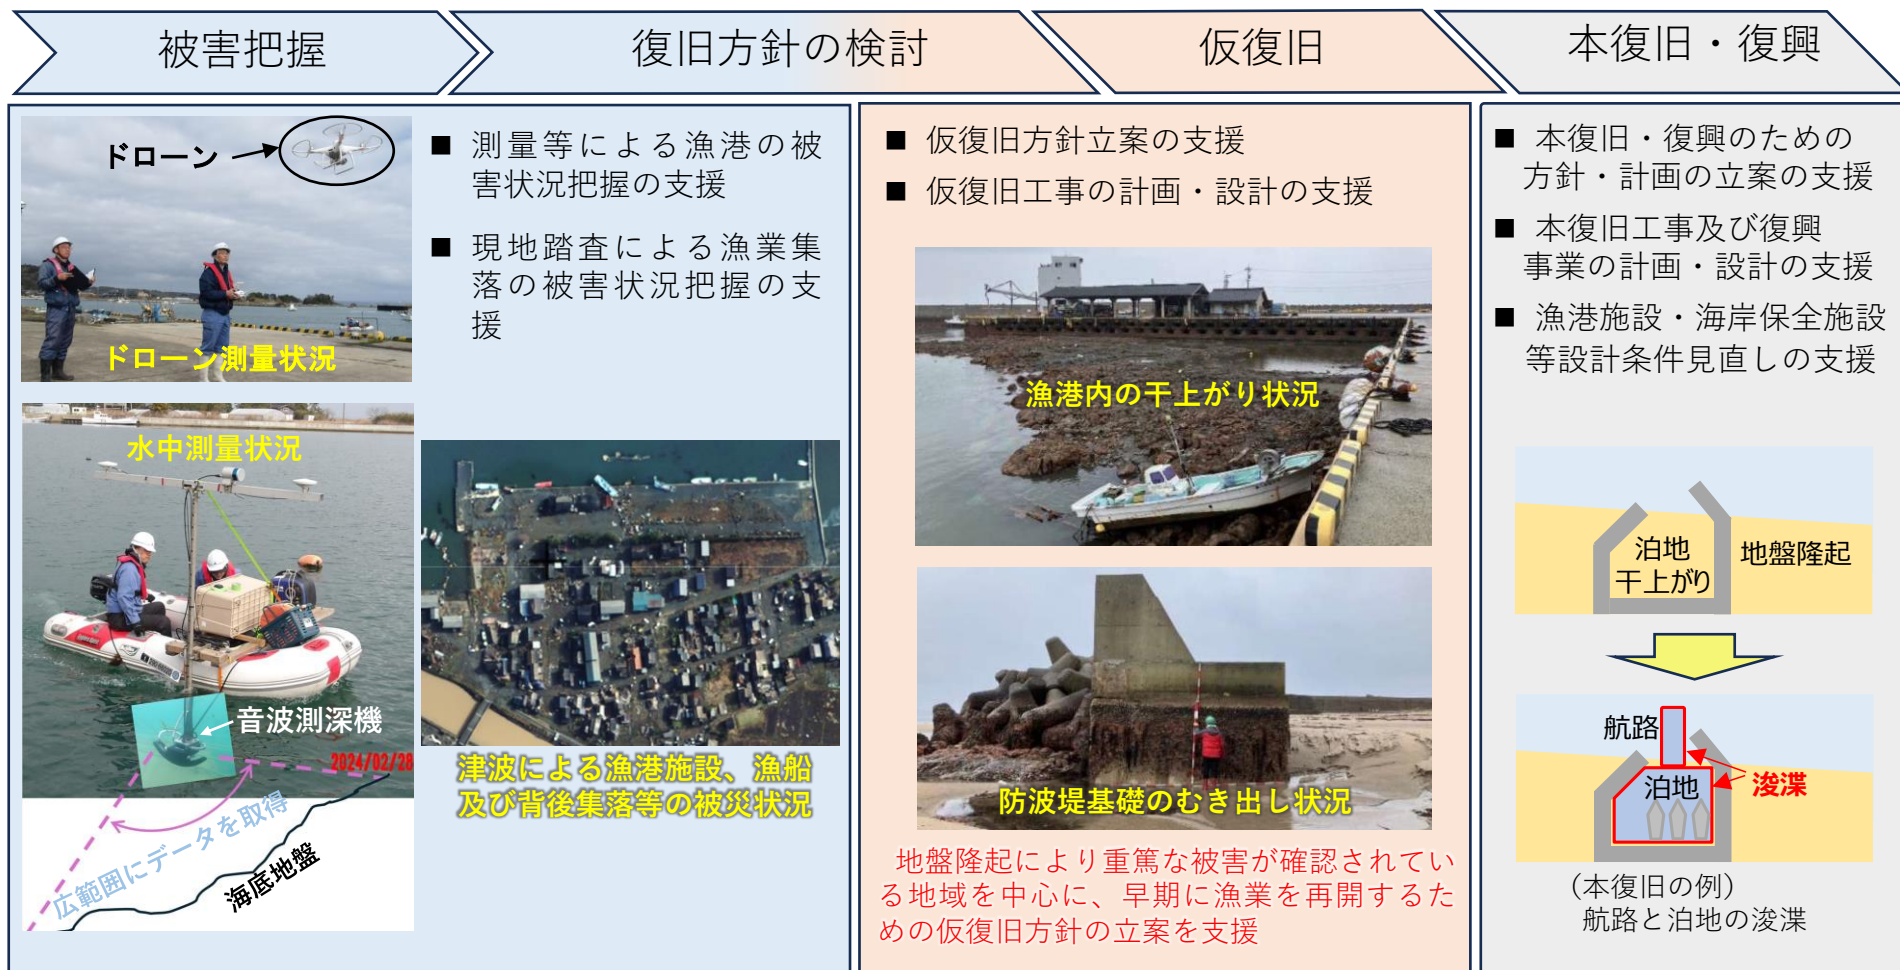 被害把握
復旧方針の検討
仮復旧
本復旧・復興
ドローン
ドローン測量状況
■ 測量等による漁港の被
害状況把握の支援
■ 現地踏査による漁業集
落の被害状況把握の支
援
水中測量状況
音波測深機
2024/02/28
広範囲にデータを取得
海底地盤
津波による漁港施設、漁船
及び背後集落等の被災状況
■ 仮復旧方針立案の支援
■ 仮復旧工事の計画・設計の支援
漁港内の干上がり状況
防波堤基礎のむき出し状況
地盤隆起により重篤な被害が確認されてい
る地域を中心に、早期に漁業を再開するた
めの仮復旧方針の立案を支援
■ 本復旧・復興のための
方針・計画の立案の支援
■ 本復旧工事及び復興
事業の計画・設計の支援
■ 漁港施設・海岸保全施設
等設計条件見直しの支援
泊地
干上がり
地盤隆起
航路
泊地
浚渫
(本復旧の例)
航路と泊地の浚渫